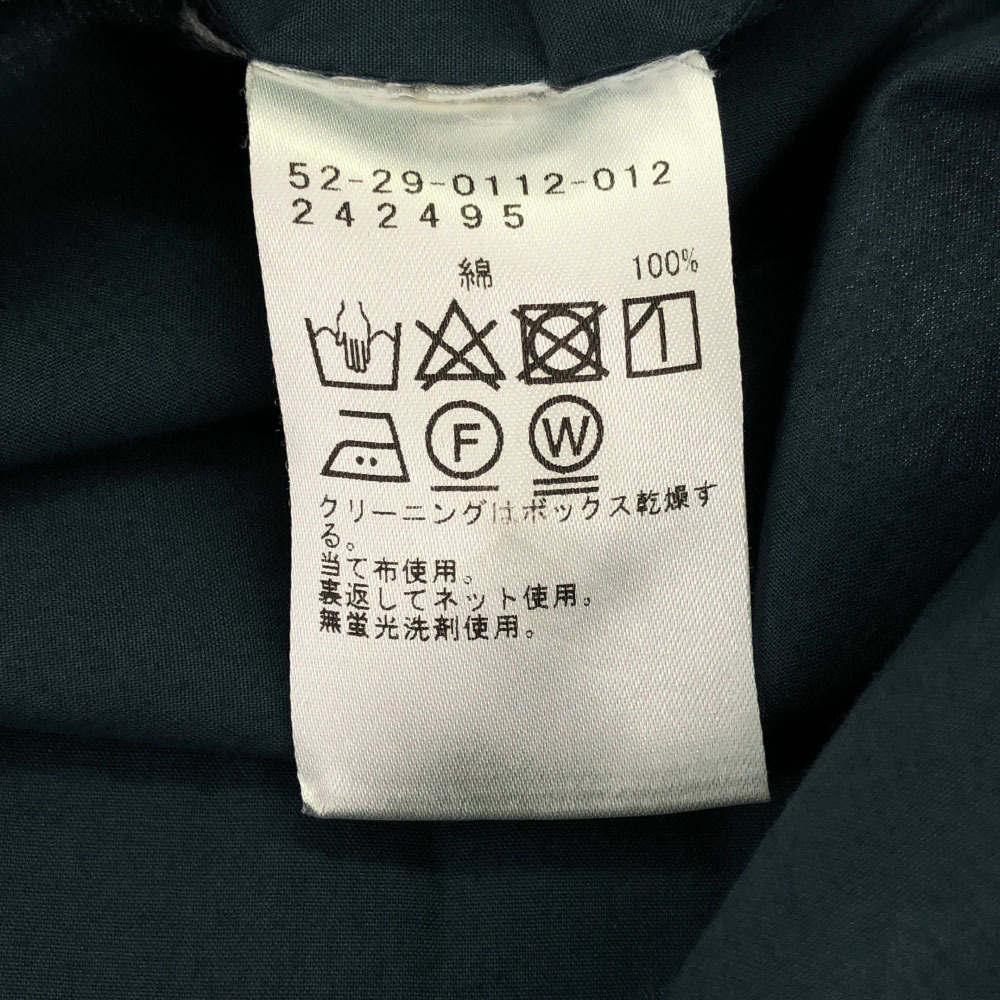 52-29-0112-012
242495
綿 100%
F W
クリーニングはボックス乾燥す
る。
当て布使用。
裏返してネット使用。
無蛍光洗剤使用。